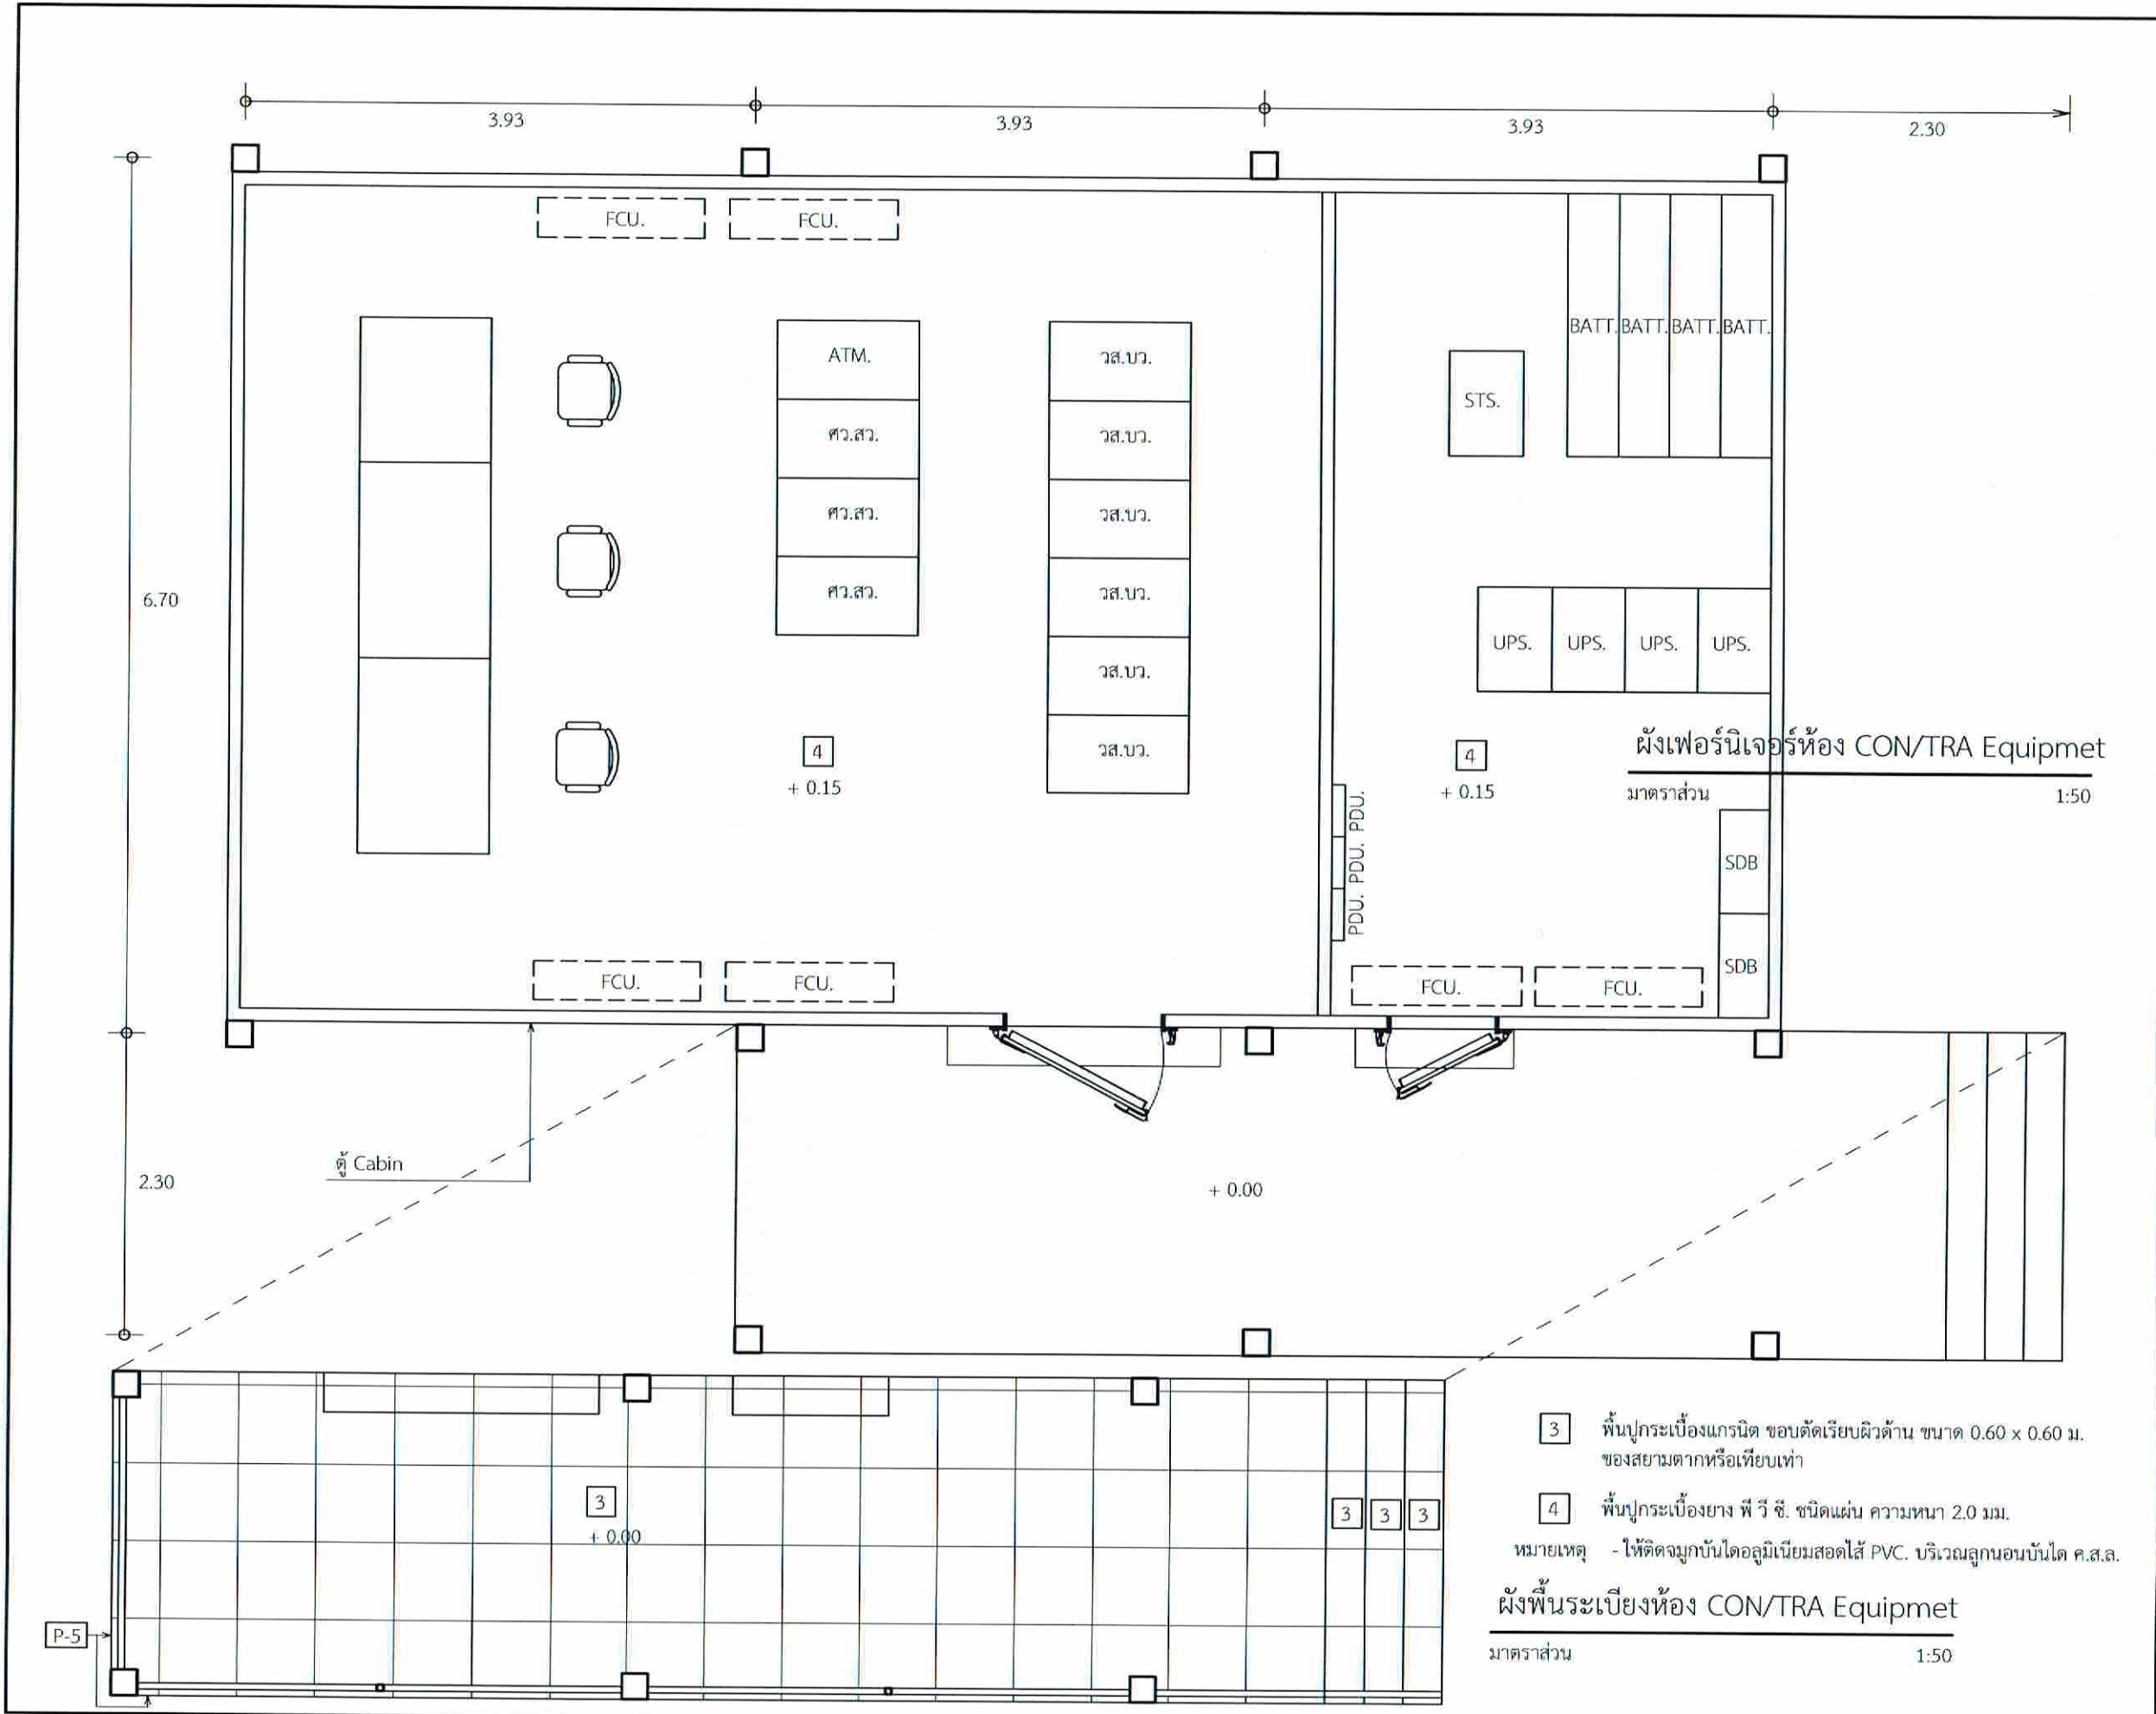 3.93 3.93 3.93 2.30
FCU. FCU.
BATT. BATT. BATT. BATT.
ATM. วส.บว.
STS.
ศว.สว. วส.บว.
ศว.สว. วส.บว.
6.70
ศว.สว. วส.บว.
UPS. UPS. UPS. UPS.
วส.บว.
4 วส.บว. 4
+ 0.15 + 0.15
ผังเฟอร์นิเจอร์ห้อง CON/TRA Equipmet
มาตราส่วน 1:50
PDU. PDU. PDU.
SDB
SDB
FCU. FCU. FCU. FCU.
ตู้ Cabin
2.30
+ 0.00
3 พื้นปูกระเบื้องแกรนิต ขอบตัดเรียบผิวด้าน ขนาด 0.60 x 0.60 ม.
ของสยามตากหรือเทียบเท่า
3
+ 0.00
3 3 3
4 พื้นปูกระเบื้องยาง พี วี ซี. ชนิดแผ่น ความหนา 2.0 มม.
หมายเหตุ - ให้ติดจมูกบันไดอลูมิเนียมสอดไส้ PVC. บริเวณลูกนอนบันได ค.ส.ล.
ผังพื้นระเบียงห้อง CON/TRA Equipmet
มาตราส่วน 1:50
P-5